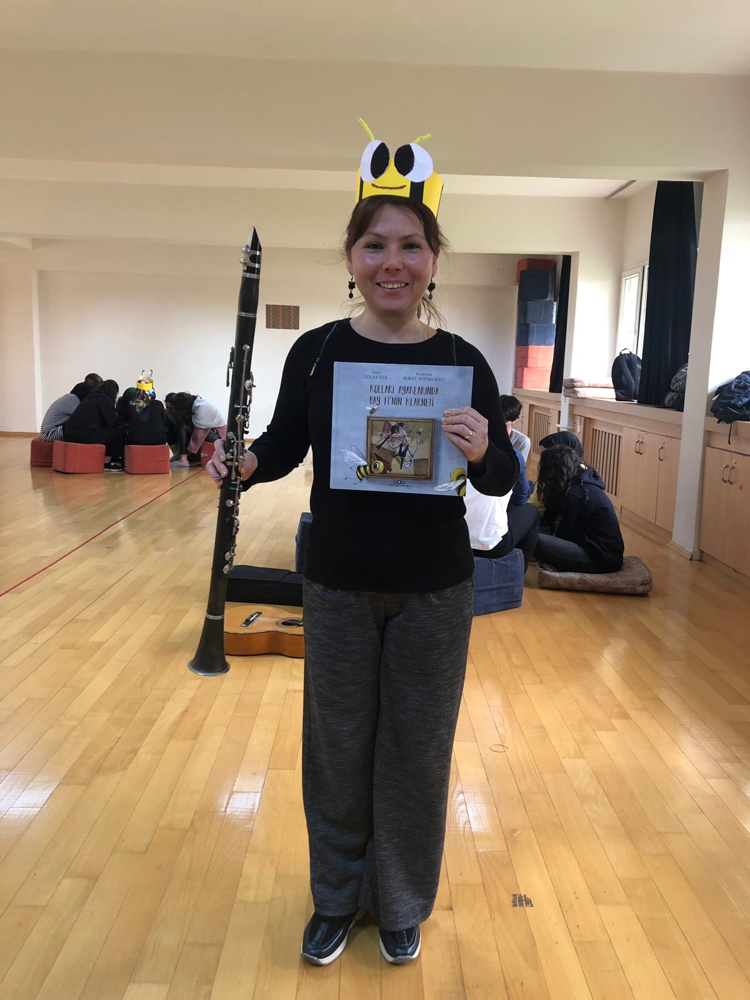 Yazan
GÜLAY GÜL
Resimleyen
BUKET TOPAKOĞLU
KOLLARI AYAKLARINDA
BAY Fİ'NİN KLARNETİ